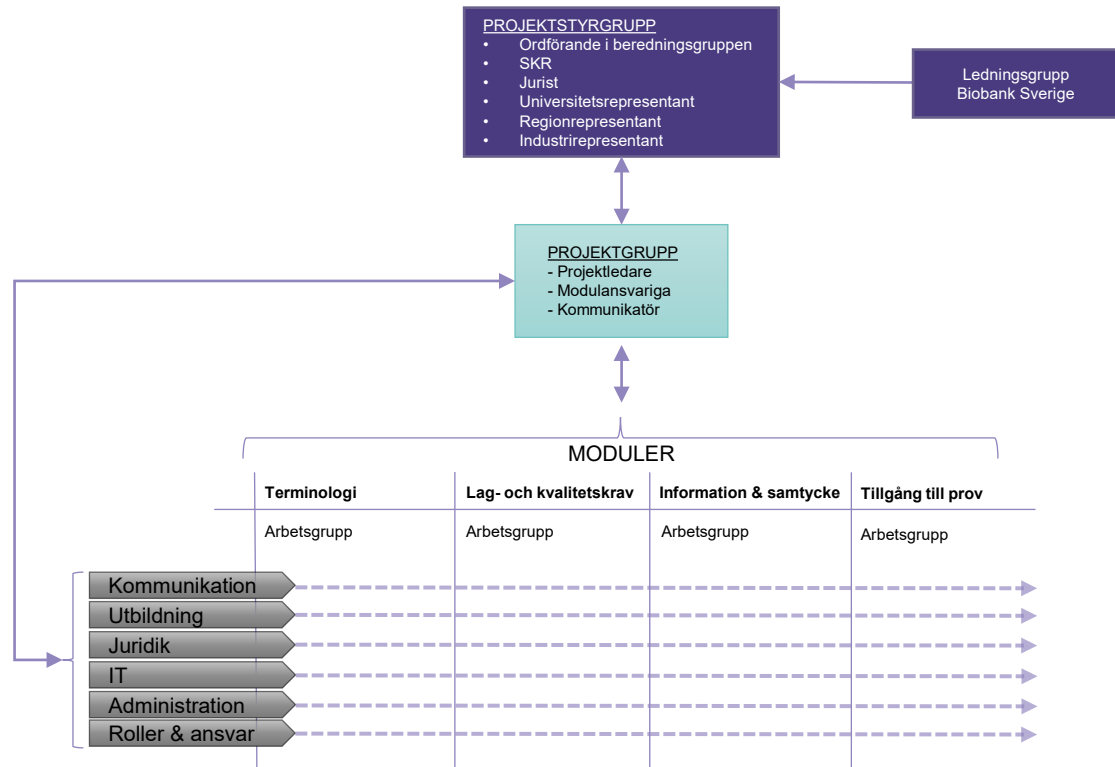 PROJEKTSTYRGRUPP
• Ordförande i beredningsgruppen
• SKR
• Jurist
• Universitetsrepresentant
• Regionrepresentant
• Industrirepresentant
Ledningsgrupp
Biobank Sverige
PROJEKTGRUPP
- Projektledare
- Modulansvariga
- Kommunikatör
MODULER
Terminologi
Lag- och kvalitetskrav
Information & samtycke
Tillgång till prov
Arbetsgrupp
Arbetsgrupp
Arbetsgrupp
Arbetsgrupp
Kommunikation
Utbildning
Juridik
IT
Administration
Roller & ansvar